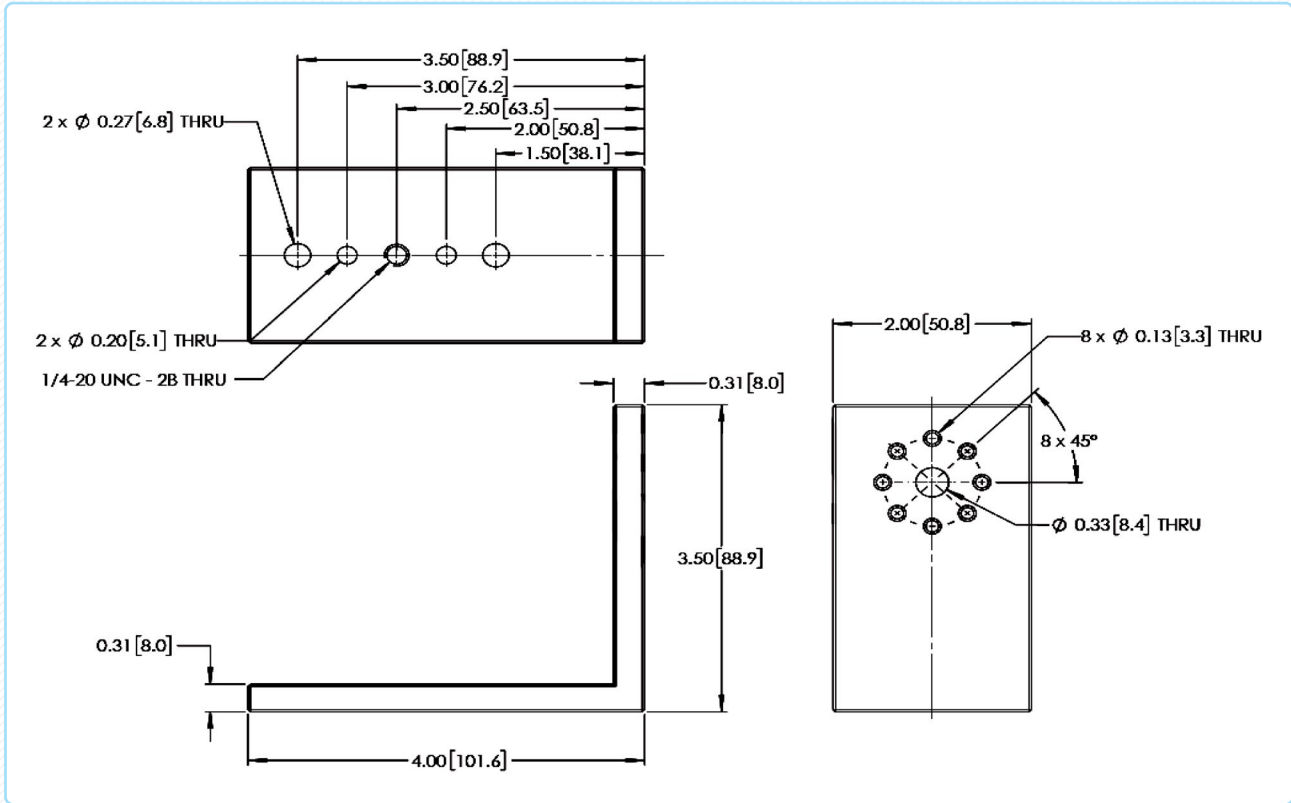 3.50[88.9]
3.00[76.2]
2.50[63.5]
2 x Ø 0.27[6.8] THRU
2.00[50.8]
1.50[38.1]
2 x Ø 0.20[5.1] THRU
1/4-20 UNC - 2B THRU
2.00[50.8]
8 x Ø 0.13[3.3] THRU
0.31[8.0]
8 x 45°
Ø 0.33[8.4] THRU
3.50[88.9]
0.31[8.0]
4.00[101.6]